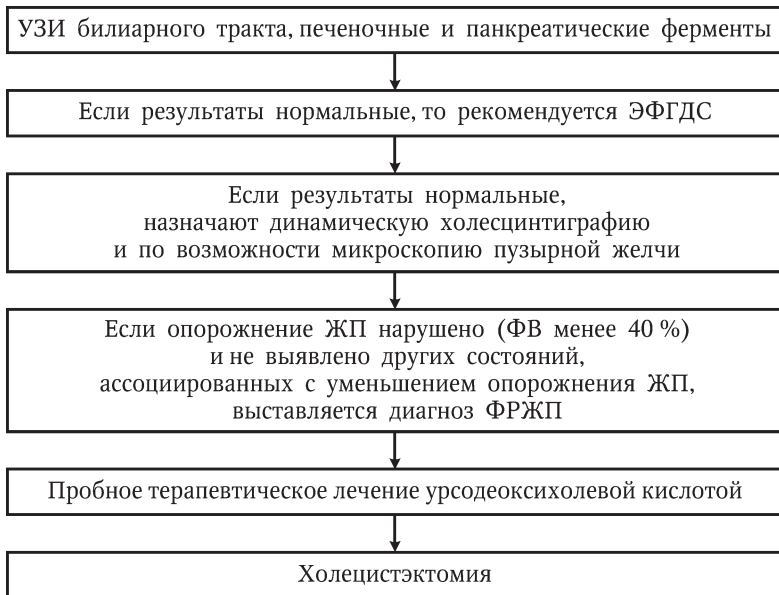 УЗИ билиарного тракта, печеночные и панкреатические ферменты
Если результаты нормальные, то рекомендуется ЭФГДС
Если результаты нормальные,
назначают динамическую холесцинтиграфию
и по возможности микроскопию пузырной желчи
Если опорожнение ЖП нарушено (ФВ менее 40 %)
и не выявлено других состояний,
ассоциированных с уменьшением опорожнения ЖП,
выставляется диагноз ФРЖП
Пробное терапевтическое лечение урсодеоксихолевой кислотой
Холецистэктомия